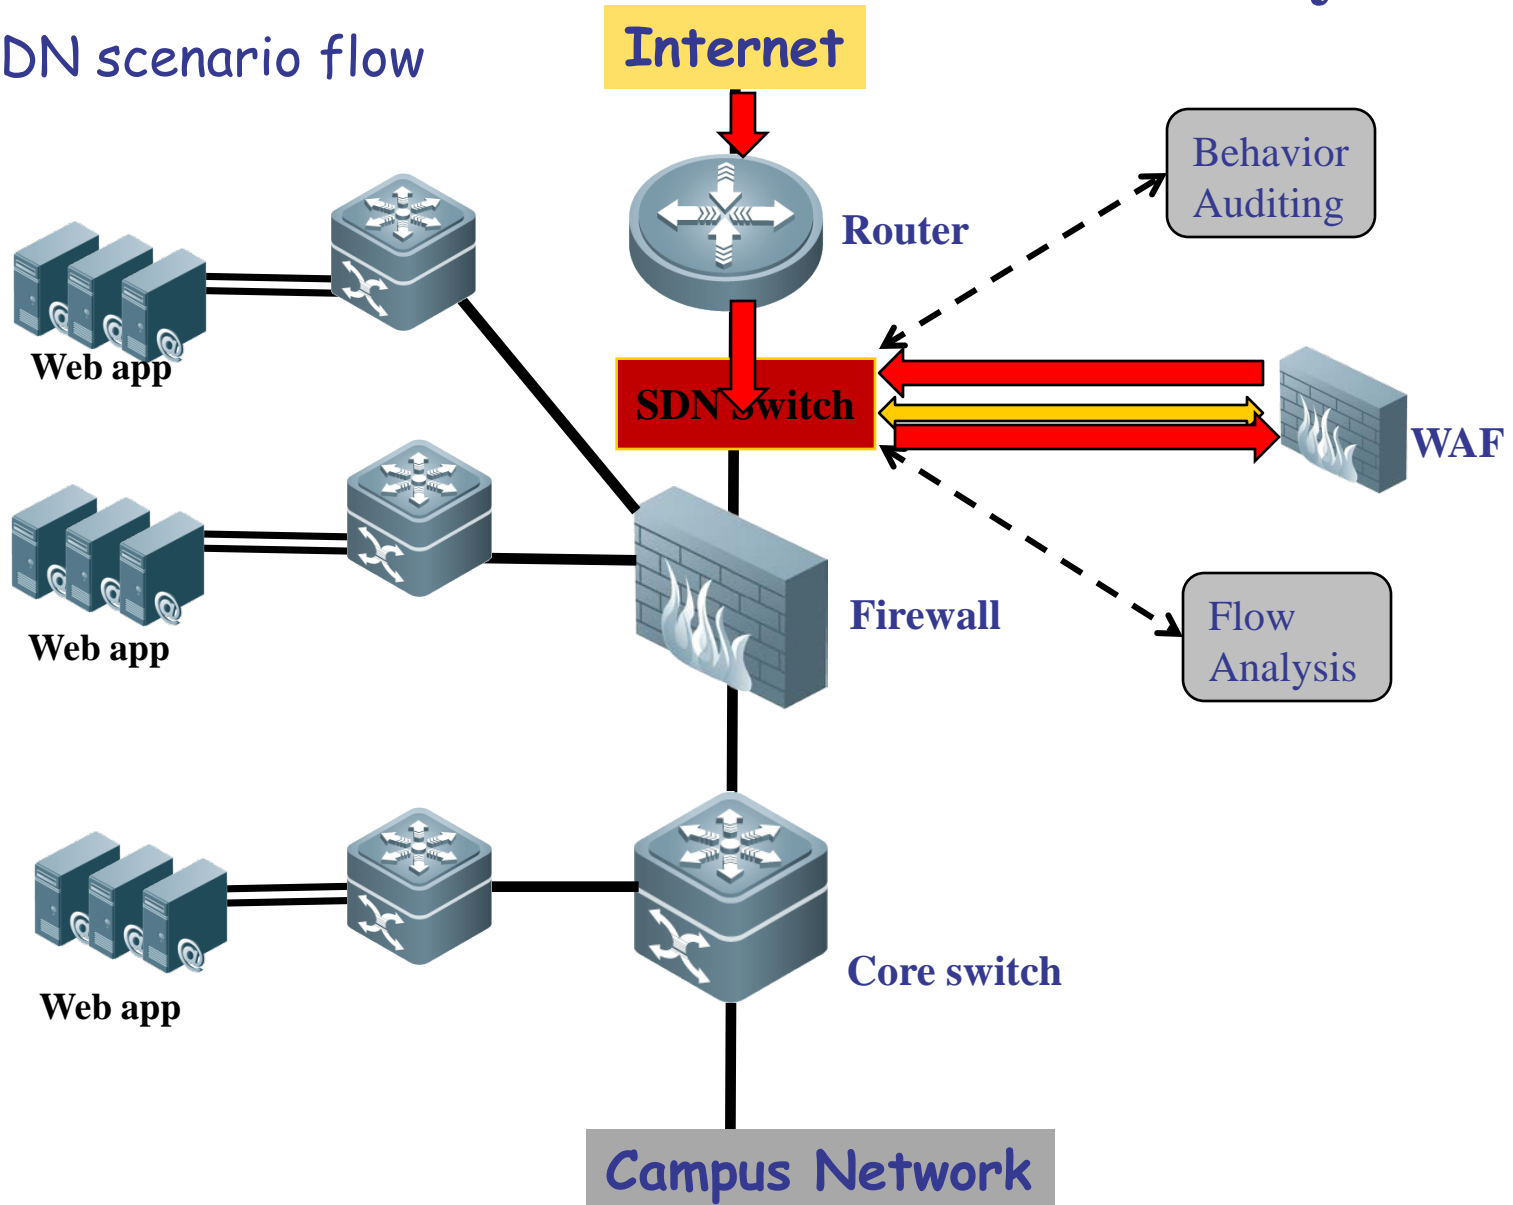 DN scenario flow
Internet
Behavior
Auditing
Router
Web app
SDN Switch
WAF
Firewall
Web app
Flow
Analysis
Core switch
Web app
Campus Network